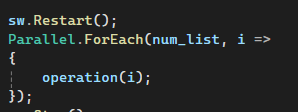 sw.Restart();
Parallel.ForEach(num_list, i =>
{
operation(i);
});